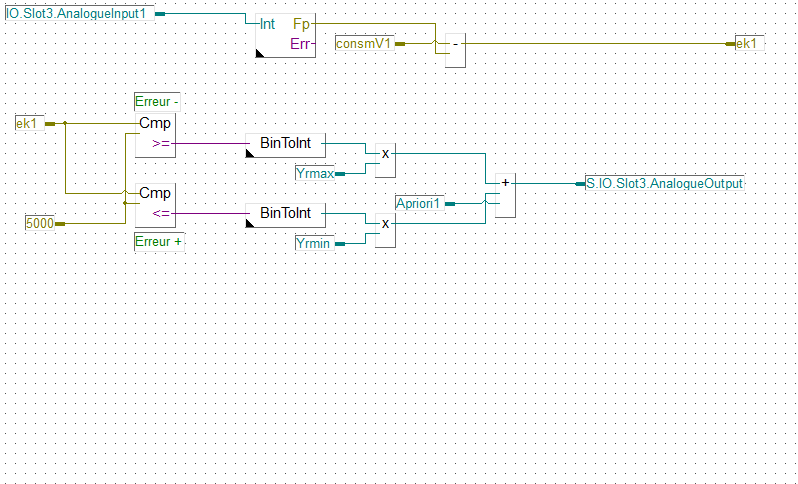 IO.Slot3.AnalogueInput1
Int Fp
Err
consmV1
-
ek1
Erreur -
ek1
Cmp
>=
BinToInt
x
Yrmax
+
S.IO.Slot3.AnalogueOutput
Cmp
<=
BinToInt
Apriori1
x
5000
Erreur +
Yrmin